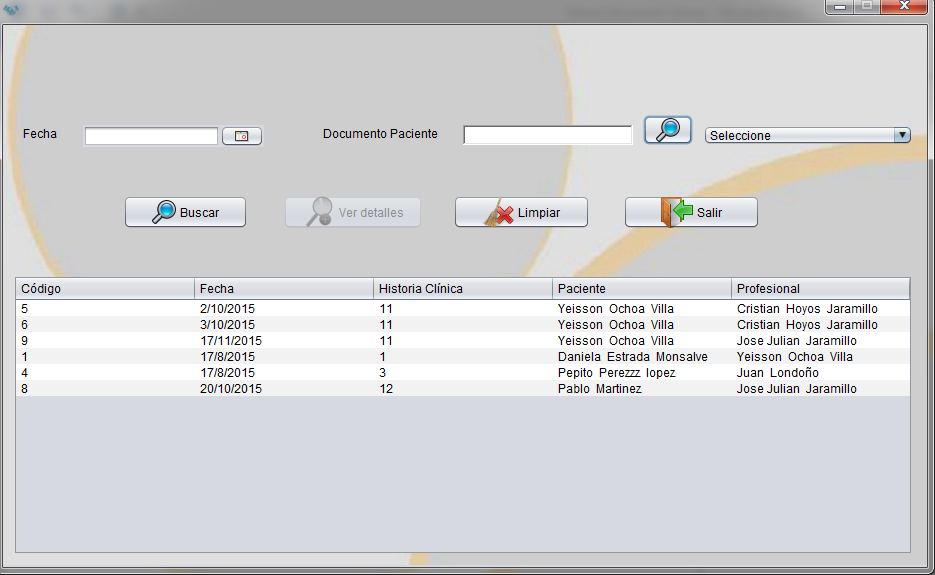 Fecha Documento Paciente Seleccione
Buscar Ver detalles Limpiar Salir
Código Fecha Historia Clínica Paciente Profesional
5 2/10/2015 11 Yeisson Ochoa Villa Cristian Hoyos Jaramillo
6 3/10/2015 11 Yeisson Ochoa Villa Cristian Hoyos Jaramillo
9 17/11/2015 11 Yeisson Ochoa Villa Jose Julian Jaramillo
1 17/8/2015 1 Daniela Estrada Monsalve Yeisson Ochoa Villa
4 17/8/2015 3 Pepito Perezzz lopez Juan Londoño
8 20/10/2015 12 Pablo Martinez Jose Julian Jaramillo